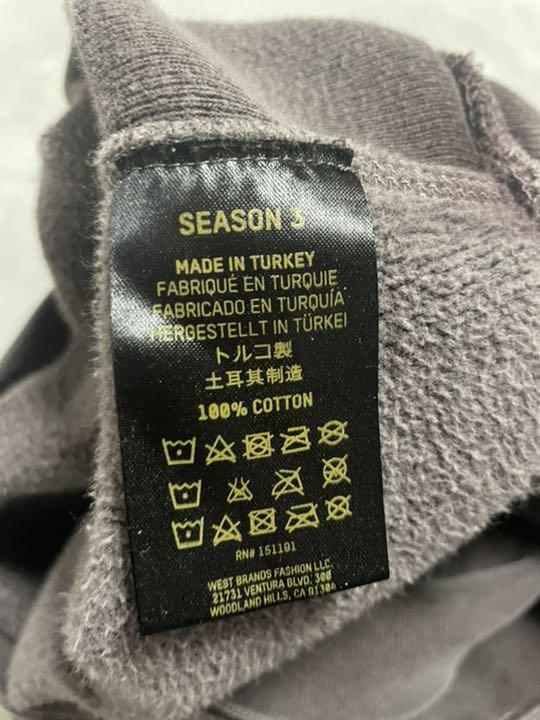 SEASON 3
MADE IN TURKEY
FABRIQUÉ EN TURQUIE
FABRICADO EN TURQUÍA
HERGESTELLT IN TÜRKEI
トルコ製
土耳其制造
100% COTTON
RN# 151101
WEST BRANDS FASHION LLC.
21731 VENTURA BLVD. 300
WOODLAND HILLS, CA 91364